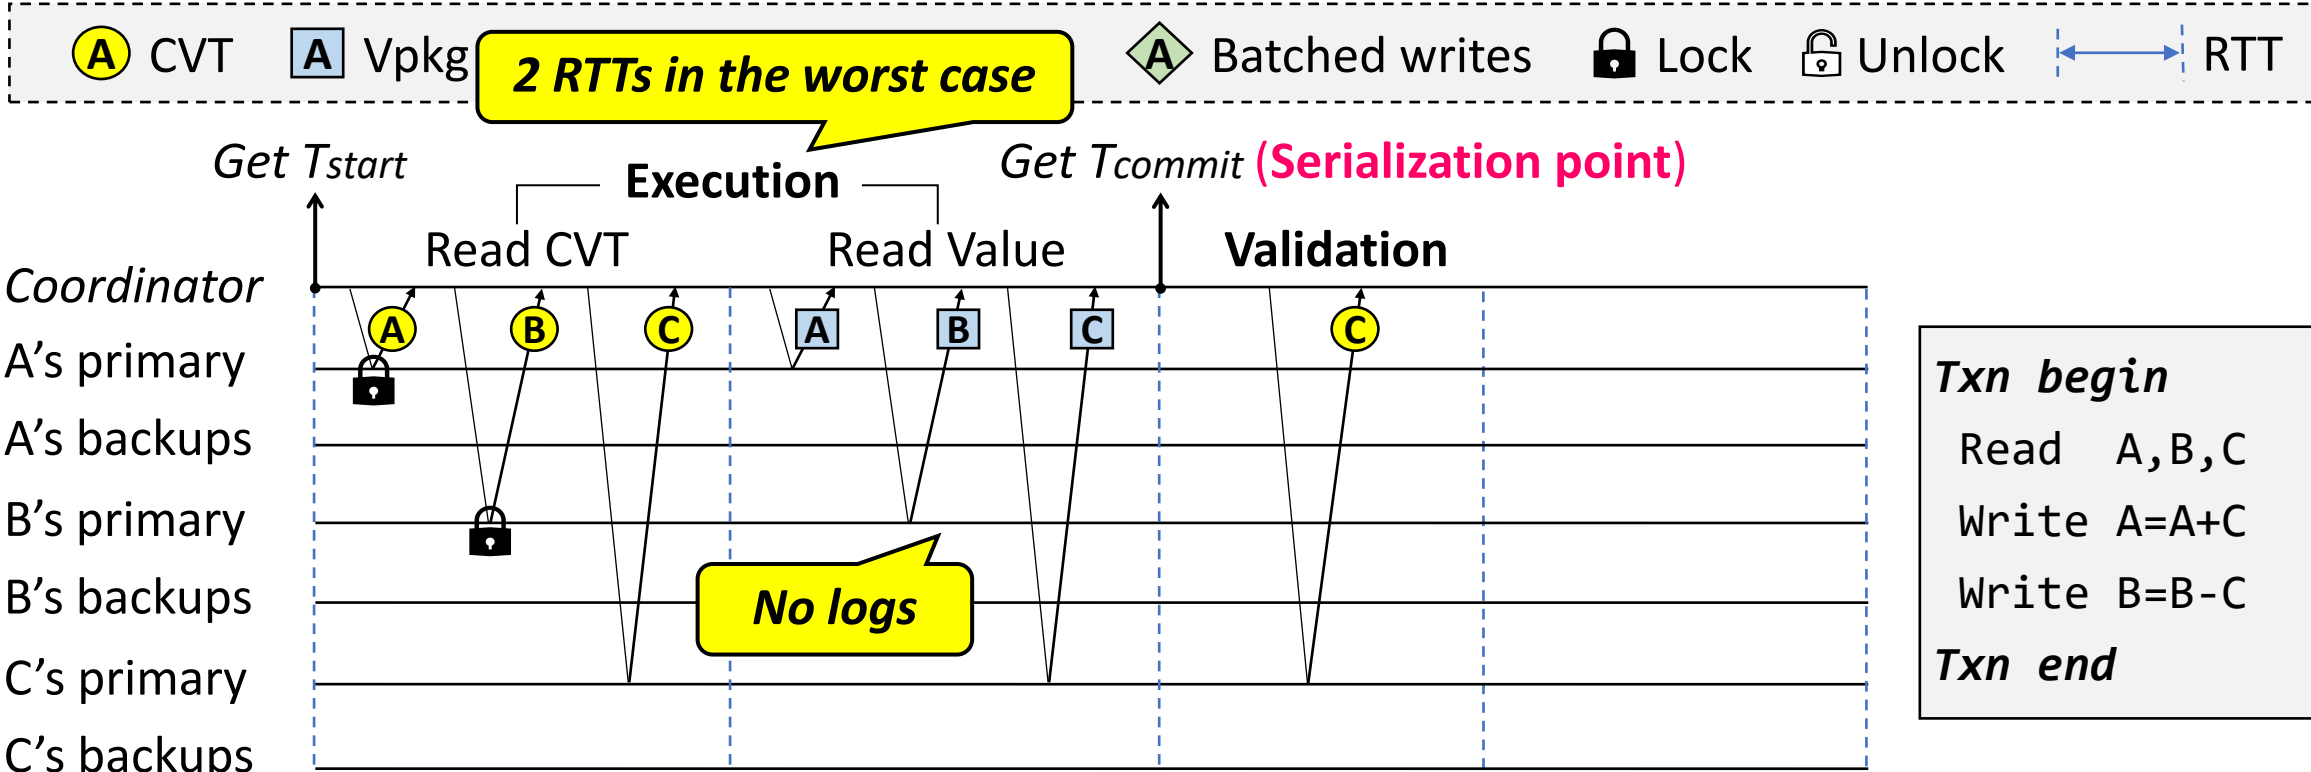 A CVT A Vpkg 2 RTTs in the worst case A Batched writes Lock Unlock RTT
Get Tstart Execution Get Tcommit (Serialization point)
Read CVT Read Value Validation
Coordinator
A B C A B C C
A's primary
A's backups
B's primary
B's backups
No logs
C's primary
C's backups
Txn begin
Read A,B,C
Write A=A+C
Write B=B-C
Txn end